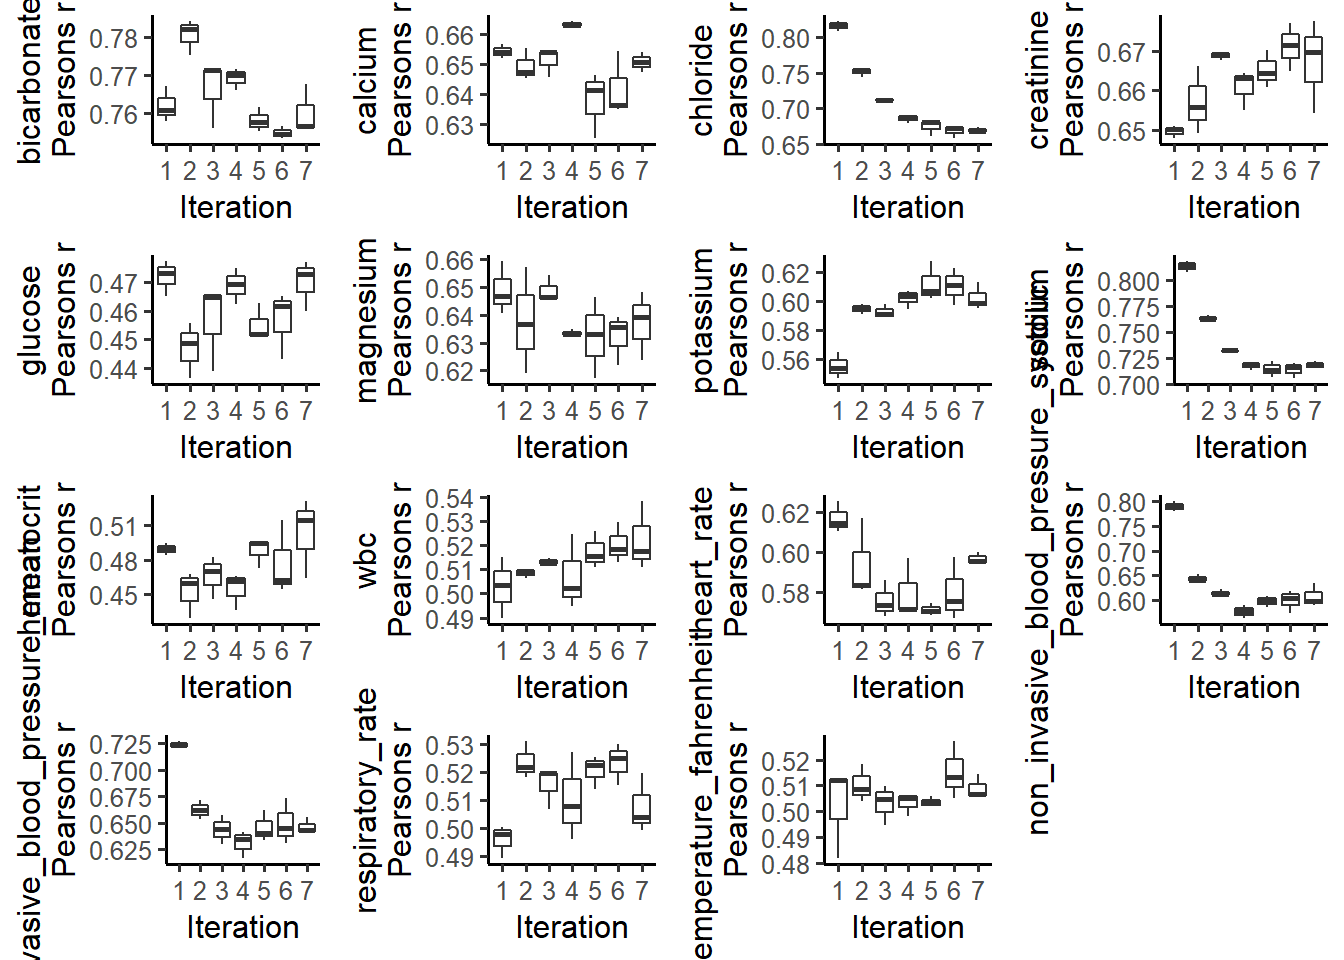 bicarbonate
Pearsons r
0.78
0.77
0.76
1 2 3 4 5 6 7
Iteration
calcium
Pearsons r
0.66
0.65
0.64
0.63
1 2 3 4 5 6 7
Iteration
chloride
Pearsons r
0.80
0.75
0.70
0.65
1 2 3 4 5 6 7
Iteration
creatinine
Pearsons r
0.67
0.66
0.65
1 2 3 4 5 6 7
Iteration
glucose
Pearsons r
0.47
0.46
0.45
0.44
1 2 3 4 5 6 7
Iteration
magnesium
Pearsons r
0.66
0.65
0.64
0.63
0.62
1 2 3 4 5 6 7
Iteration
potassium
Pearsons r
0.62
0.60
0.58
0.56
1 2 3 4 5 6 7
Iteration
Pearsons r
0.800
0.775
0.750
0.725
0.700
1 2 3 4 5 6 7
Iteration
Pearsons r
0.51
0.48
0.45
1 2 3 4 5 6 7
Iteration
wbc
Pearsons r
0.54
0.53
0.52
0.51
0.50
0.49
1 2 3 4 5 6 7
Iteration
heart_rate
Pearsons r
0.62
0.60
0.58
1 2 3 4 5 6 7
Iteration
non_invasive_blood_pressure_systolic
Pearsons r
0.80
0.75
0.70
0.65
0.60
1 2 3 4 5 6 7
Iteration
vasive_blood_pressure
Pearsons r
0.725
0.700
0.675
0.650
0.625
1 2 3 4 5 6 7
Iteration
respiratory_rate
Pearsons r
0.53
0.52
0.51
0.50
0.49
1 2 3 4 5 6 7
Iteration
emperature_fahrenheit
Pearsons r
0.52
0.51
0.50
0.49
0.48
1 2 3 4 5 6 7
Iteration